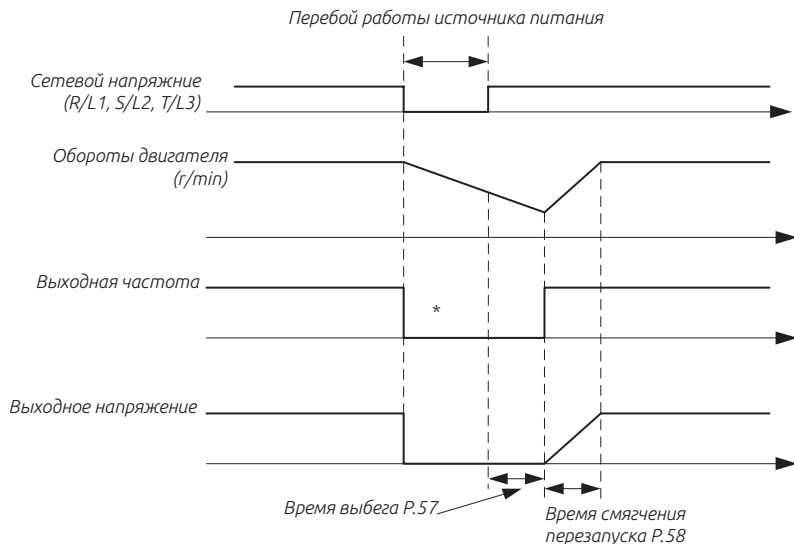 Перебой работы источника питания
Сетевой напряжние
(R/L1, S/L2, T/L3)
Обороты двигателя
(r/min)
Выходная частота
*
Выходное напряжение
Время выбега P.57
Время смягчения
перезапуска P.58